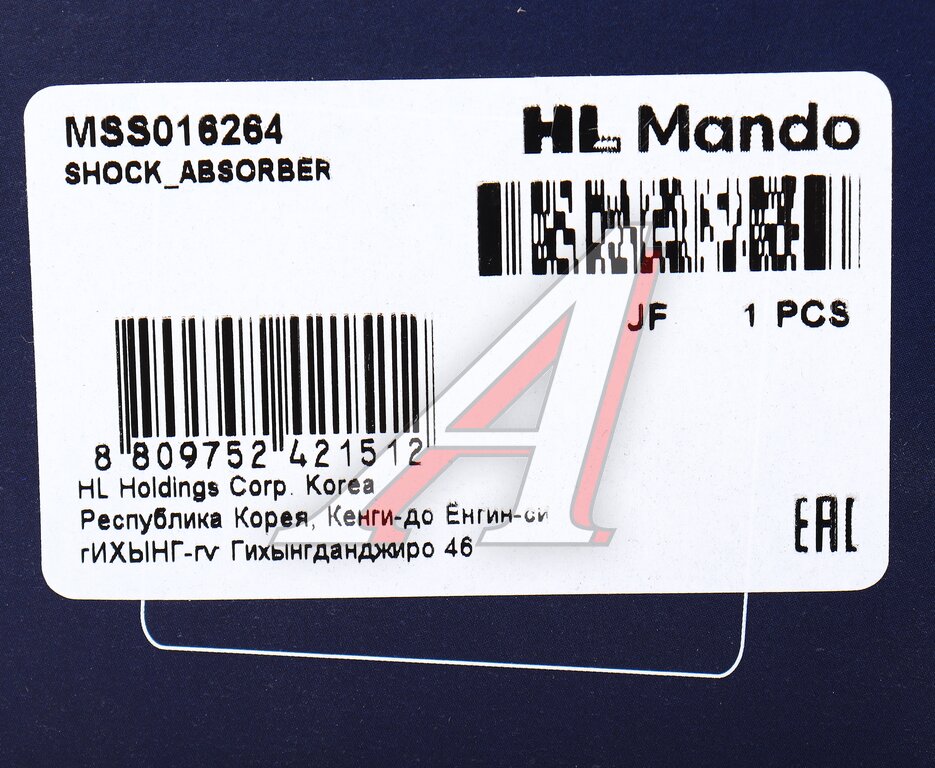 MSS016264
SHOCK_ABSORBER
HL Mando
JF 1 PCS
8 809752 421512
HL Holdings Corp. Korea
Республика Корея, Кенги-до Ёнгин-си
гИХЫНГ-гv Гихынгданджиро 46
EAC